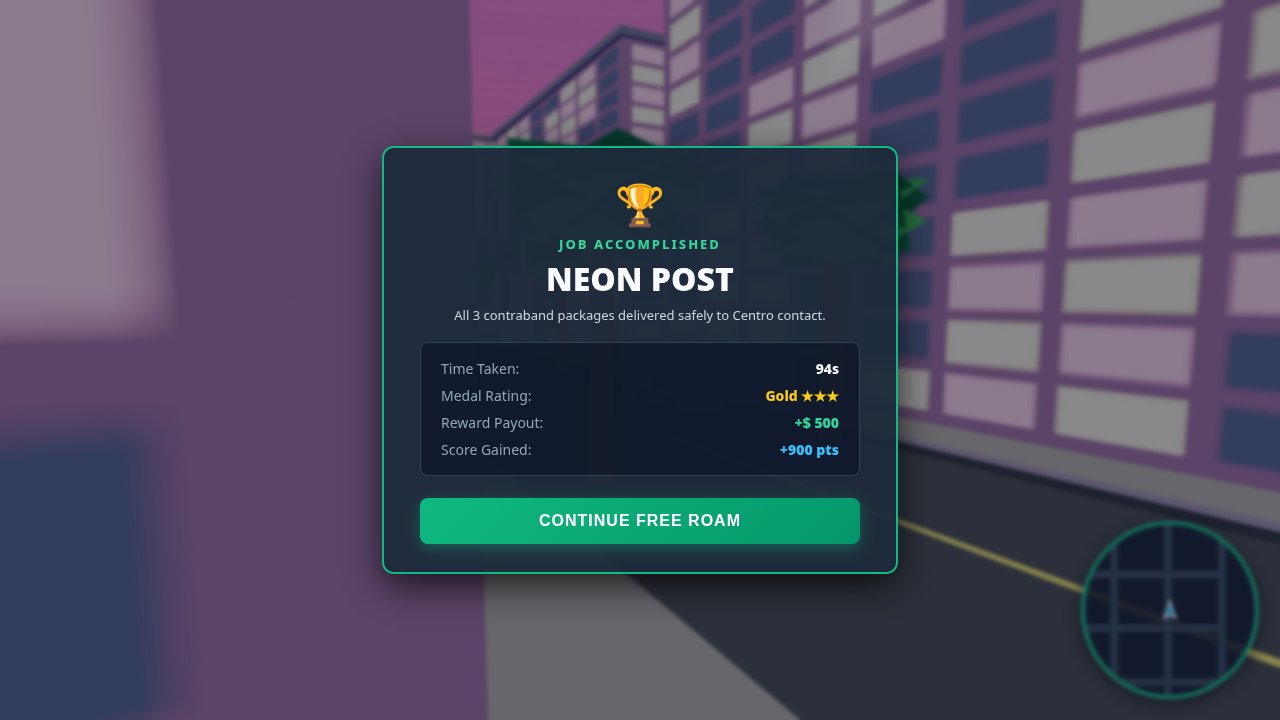 JOB ACCOMPLISHED
NEON POST
All 3 contraband packages delivered safely to Centro contact.
Time Taken: 94s
Medal Rating: Gold ★★★
Reward Payout: +$ 500
Score Gained: +900 pts
CONTINUE FREE ROAM